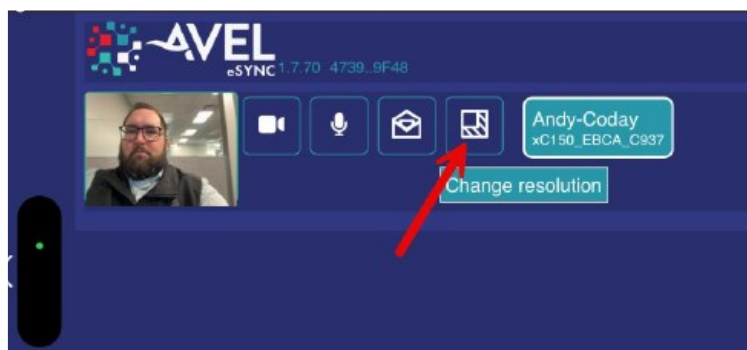 AVEL
eSYNC 1.7.70 4739..9F48
Andy-Coday
xC150_EBCA_C937
Change resolution